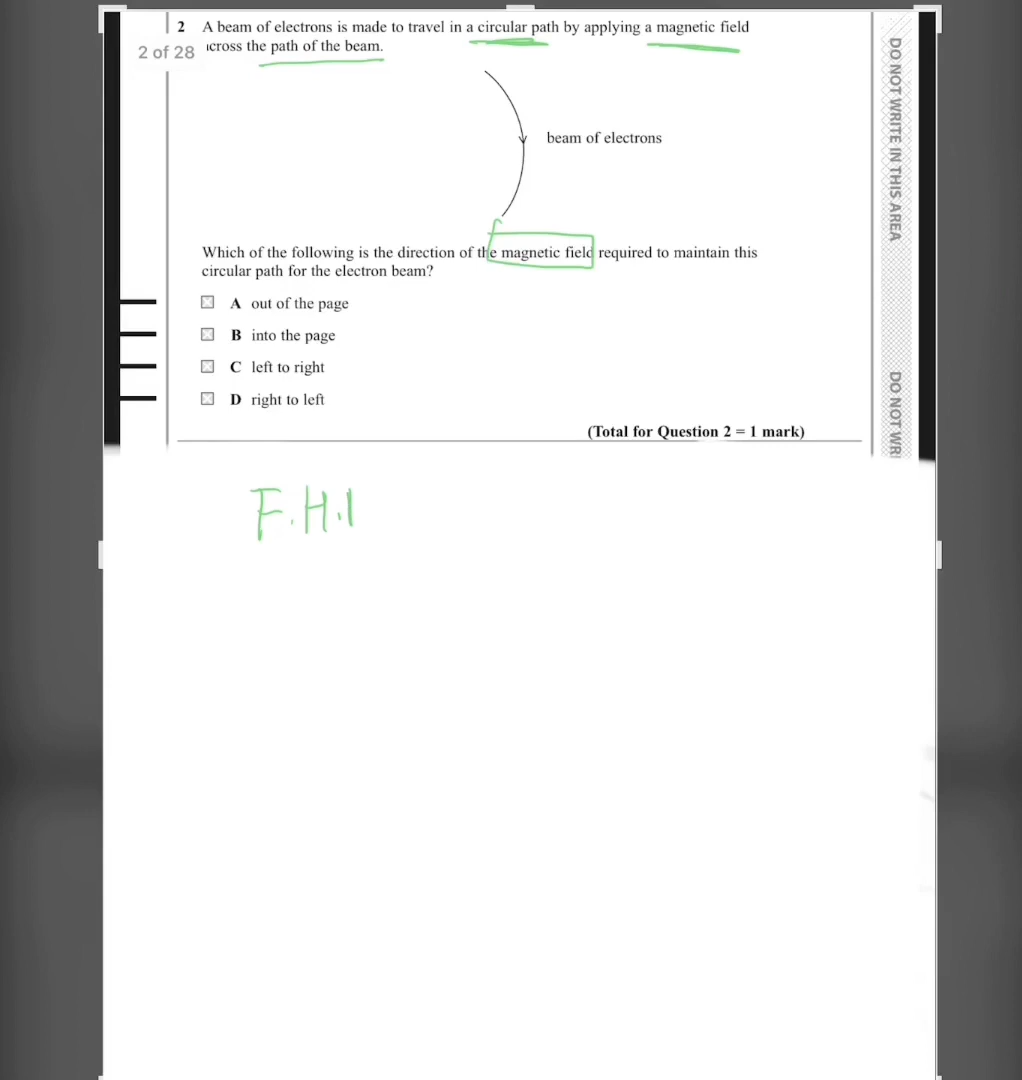 2 A beam of electrons is made to travel in a circular path by applying a magnetic field
2 of 28 across the path of the beam.
beam of electrons
Which of the following is the direction of the magnetic field required to maintain this
circular path for the electron beam?
A out of the page
B into the page
C left to right
D right to left
(Total for Question 2 = 1 mark)
F.H.I
DO NOT WRITE IN THIS AREA
DO NOT WRI